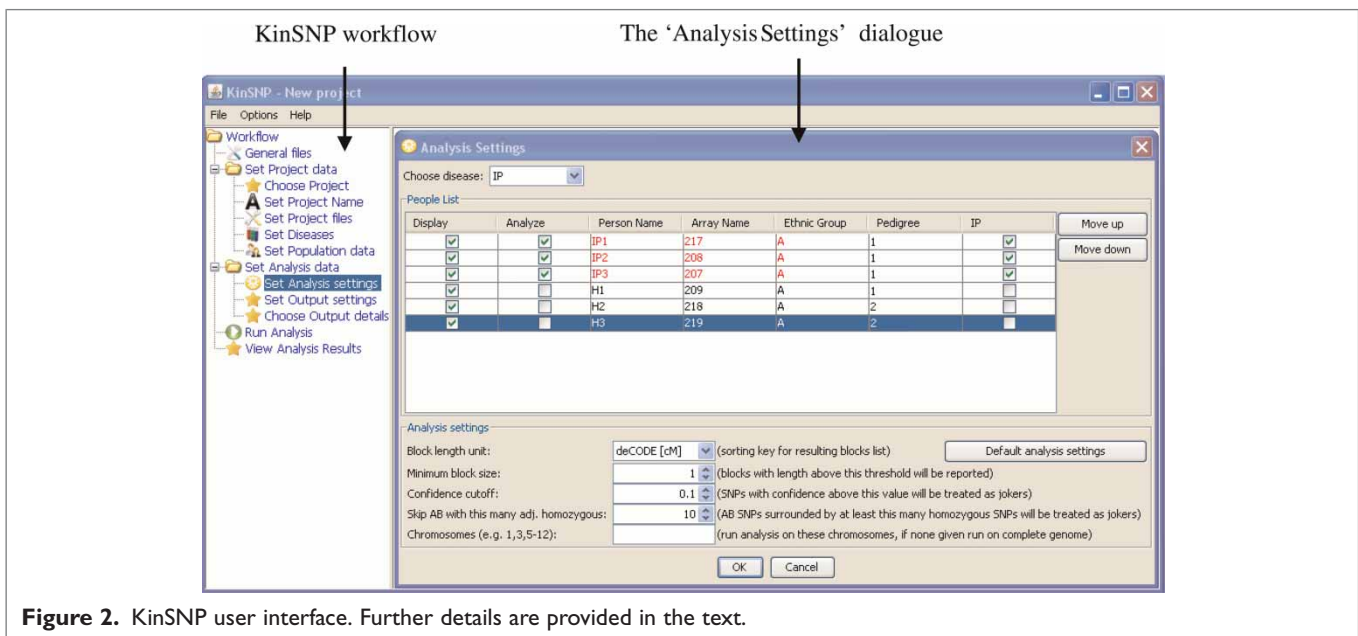 KinSNP workflow
The ‘Analysis Settings’ dialogue
KinSNP - New project
File Options Help
Workflow
General files
Set Project data
Choose Project
Set Project Name
Set Project files
Set Diseases
Set Population data
Set Analysis data
Set Analysis settings
Set Output settings
Choose Output details
Run Analysis
View Analysis Results
Analysis Settings
Choose disease: IP
People List
Display Analyze Person Name Array Name Ethnic Group Pedigree IP
IP1 217 A 1
IP2 208 A 1
IP3 207 A 1
H1 209 A 1
H2 218 A 2
H3 219 A 2
Move up
Move down
Analysis settings
Block length unit: deCODE [cM] (sorting key for resulting blocks list) Default analysis settings
Minimum block size: 1 (blocks with length above this threshold will be reported)
Confidence cutoff: 0.1 (SNPs with confidence above this value will be treated as jokers)
Skip AB with this many adj. homozygous: 10 (AB SNPs surrounded by at least this many homozygous SNPs will be treated as jokers)
Chromosomes (e.g. 1,3,5-12): (run analysis on these chromosomes, if none given run on complete genome)
OK Cancel
Figure 2. KinSNP user interface. Further details are provided in the text.